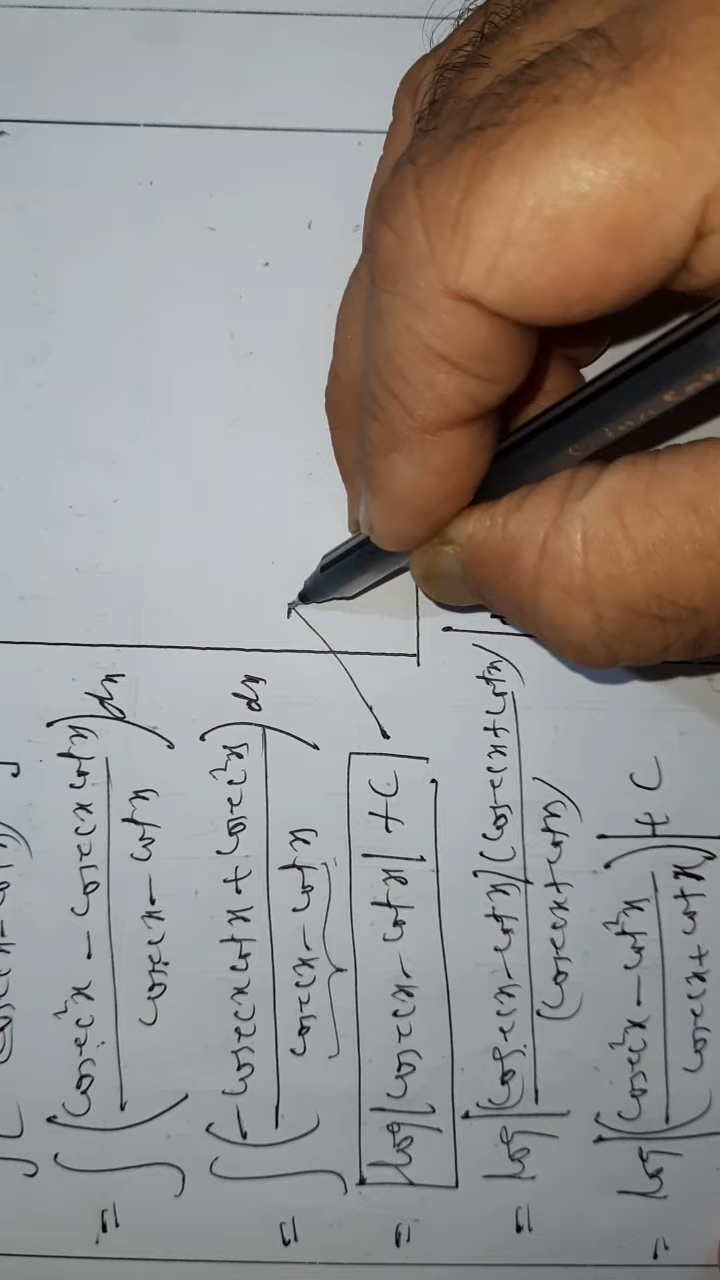 = ∫ (cosec²x − cosecx cotx / cosecx − cotx) dx
= ∫ (−cosecx cotx + cosec²x / cosecx − cotx) dx
= log|cosecx − cotx| + c
= log|(cosecx − cotx)(cosecx + cotx) / (cosecx + cotx)|
= log|(cosec²x − cot²x / cosecx + cotx)| + c